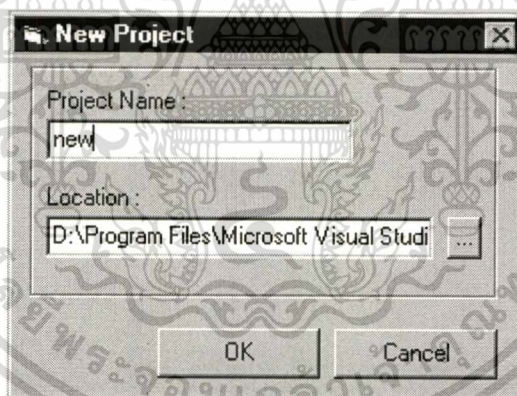 New Project
Project Name :
new
Location :
D:\Program Files\Microsoft Visual Studi
...
OK
Cancel